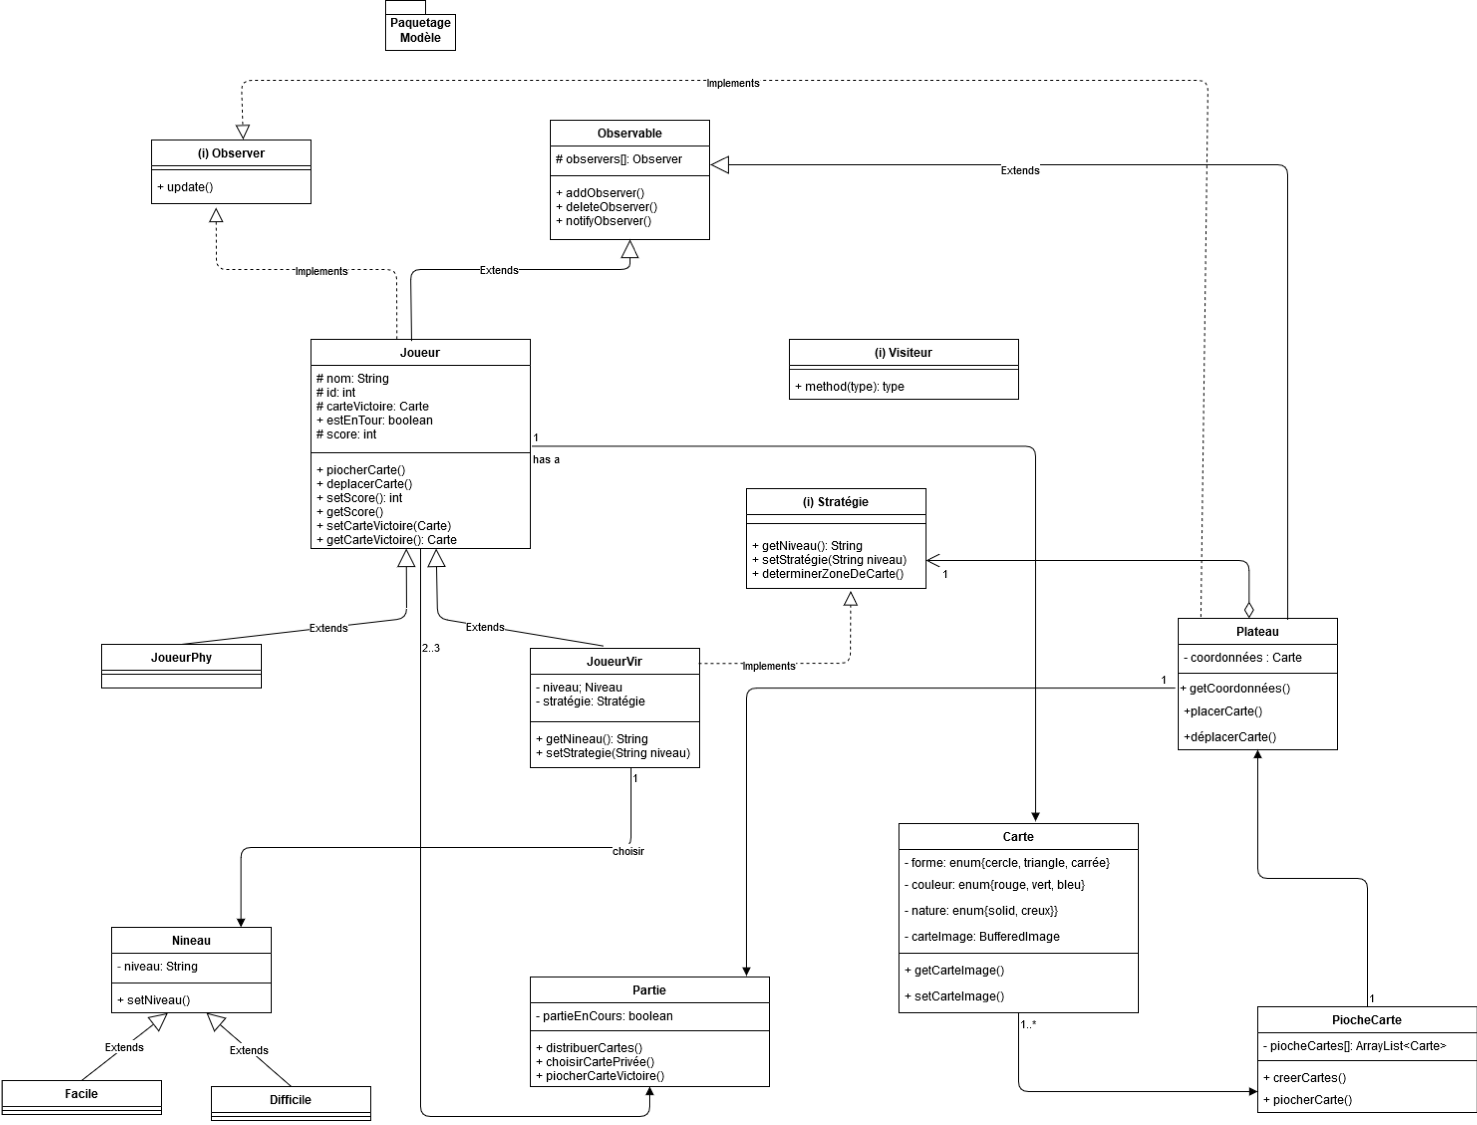 Paquetage
Modèle
Implements
(i) Observer
+ update()
Observable
# observers[]: Observer
+ addObserver()
+ deleteObserver()
+ notifyObserver()
Extends
Implements
Extends
Joueur
# nom: String
# id: int
# carteVictoire: Carte
+ estEnTour: boolean
# score: int
+ piocherCarte()
+ deplacerCarte()
+ setScore(): int
+ getScore()
+ setCarteVictoire(Carte)
+ getCarteVictoire(): Carte
(i) Visiteur
+ method(type): type
1
has a
(i) Stratégie
+ getNiveau(): String
+ setStratégie(String niveau)
+ determinerZoneDeCarte()
1
Extends
Extends
2..3
JoueurPhy
JoueurVir
- niveau; Niveau
- stratégie: Stratégie
+ getNineau(): String
+ setStrategie(String niveau)
Implements
Plateau
- coordonnées : Carte
+ getCoordonnées()
+placerCarte()
+déplacerCarte()
1
1
choisir
Carte
- forme: enum{cercle, triangle, carrée}
- couleur: enum{rouge, vert, bleu}
- nature: enum{solid, creux}}
- carteImage: BufferedImage
+ getCarteImage()
+ setCarteImage()
Nineau
- niveau: String
+ setNiveau()
Partie
- partieEnCours: boolean
+ distribuerCartes()
+ choisirCartePrivée()
+ piocherCarteVictoire()
1
1..*
PiocheCarte
- piocheCartes[]: ArrayList<Carte>
+ creerCartes()
+ piocherCarte()
Extends
Extends
Facile
Difficile